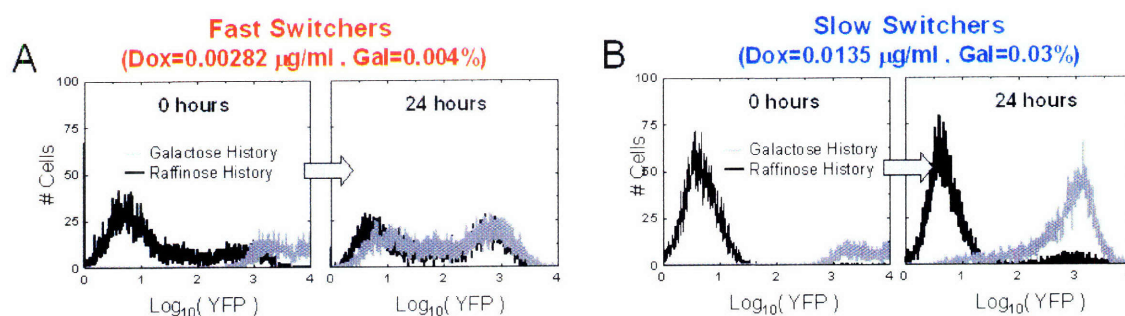 A
Fast Switchers
(Dox=0.00282 µg/ml . Gal=0.004%)
100
75
50
25
0
# Cells
0 hours
24 hours
Galactose History
Raffinose History
0 1 2 3 4
0 1 2 3 4
Log10( YFP )
Log10( YFP )
B
Slow Switchers
(Dox=0.0135 µg/ml . Gal=0.03%)
100
75
50
25
0
# Cells
0 hours
24 hours
Galactose History
Raffinose History
0 1 2 3 4
0 1 2 3
Log10( YFP )
Log10( YFP )